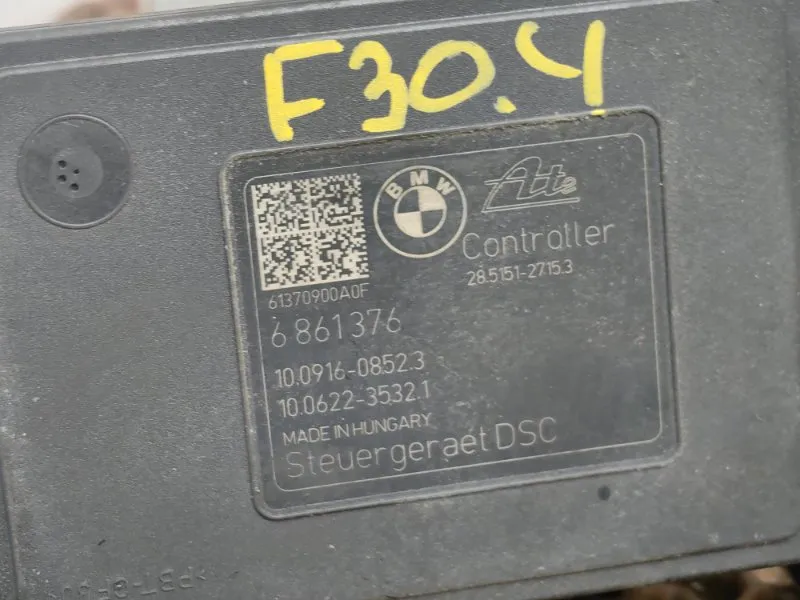 F30.4
BMW
Ate
Controller
28.5151-2715.3
61370900A0F
6 861376
10.0916-0852.3
10.0622-3532.1
MADE IN HUNGARY
Steuergeraet DSC